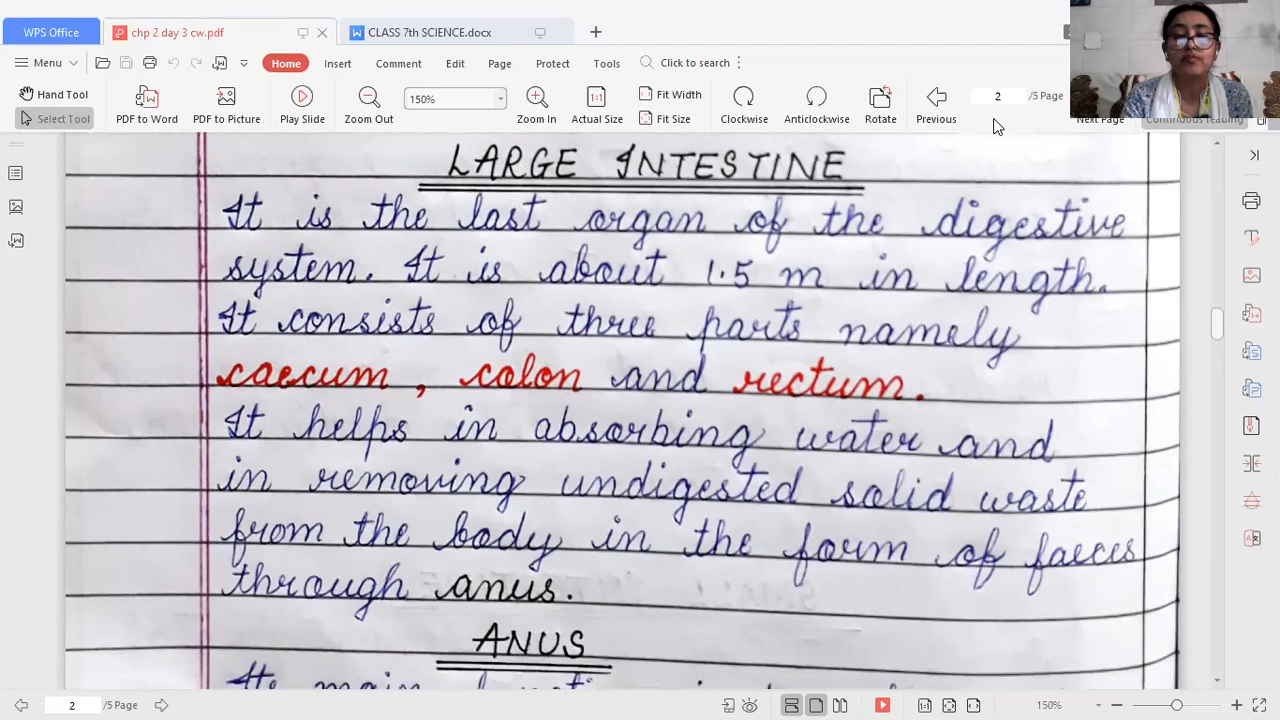 WPS Office
chp 2 day 3 cw.pdf
CLASS 7th SCIENCE.docx
Menu
Home
Insert
Comment
Edit
Page
Protect
Tools
Click to search
Hand Tool
Select Tool
PDF to Word
PDF to Picture
Play Slide
Zoom Out
150%
Zoom In
Actual Size
Fit Width
Fit Size
Clockwise
Anticlockwise
Rotate
Previous
2
/5 Page
Next Page
Continuous reading
LARGE INTESTINE
It is the last organ of the digestive
system. It is about 1.5 m in length.
It consists of three parts namely
caecum, colon and rectum.
It helps in absorbing water and
in removing undigested solid waste
from the body in the form of faeces
through anus.
ANUS
2
/5 Page
150%